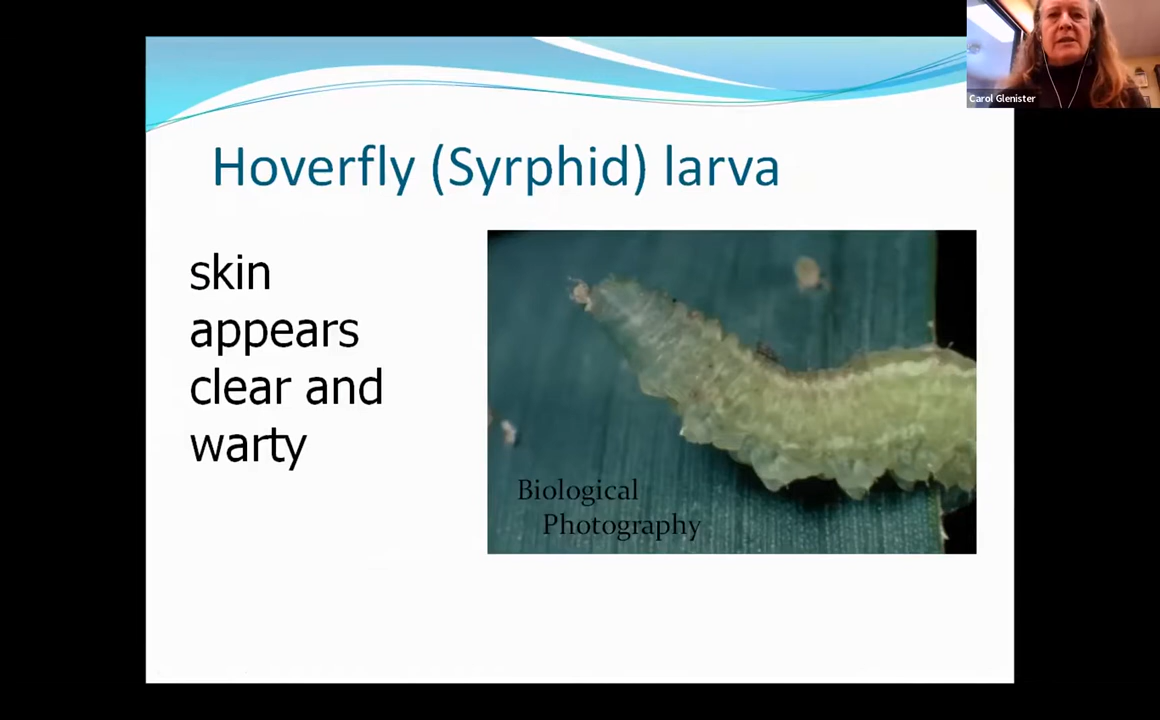 Carol Glenister
Hoverfly (Syrphid) larva
skin
appears
clear and
warty
Biological
Photography